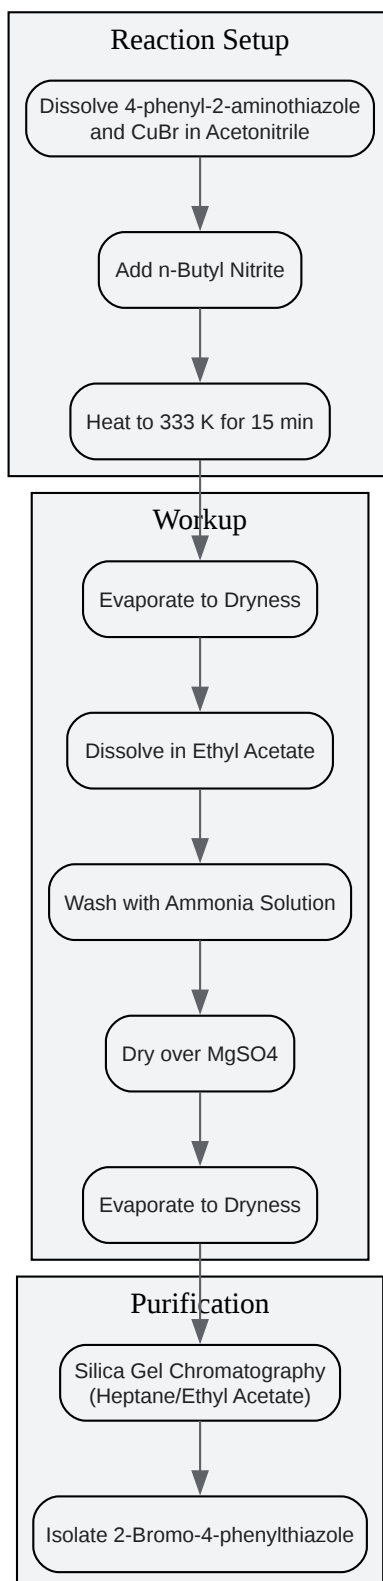 Reaction Setup
Dissolve 4-phenyl-2-aminothiazole
and CuBr in Acetonitrile
Add n-Butyl Nitrite
Heat to 333 K for 15 min
Workup
Evaporate to Dryness
Dissolve in Ethyl Acetate
Wash with Ammonia Solution
Dry over MgSO4
Evaporate to Dryness
Purification
Silica Gel Chromatography
(Heptane/Ethyl Acetate)
Isolate 2-Bromo-4-phenylthiazole